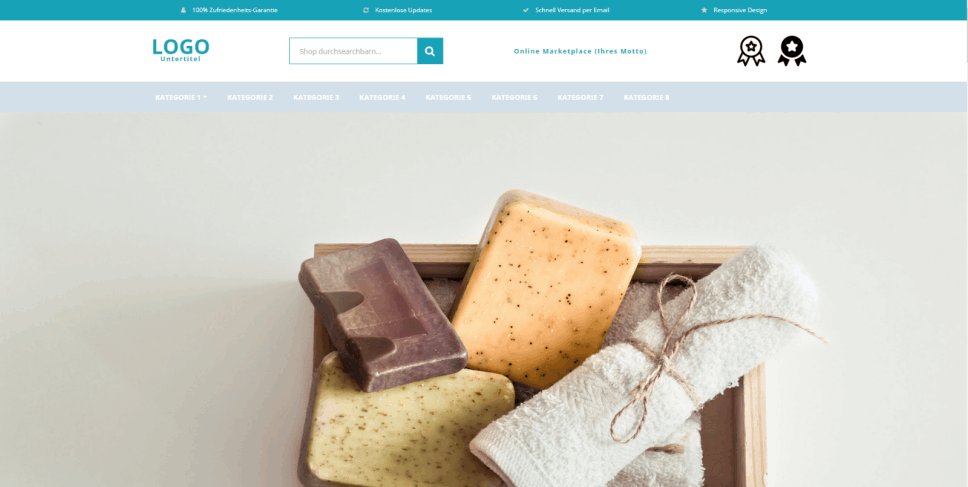 100% Zufriedenheits-Garantie
Kostenlose Updates
Schnell Versand per Email
Responsive Design
LOGO
Untertitel
Shop durchsearchbarn...
Online Marketplace (Ihres Motto)
KATEGORIE 1
KATEGORIE 2
KATEGORIE 3
KATEGORIE 4
KATEGORIE 5
KATEGORIE 6
KATEGORIE 7
KATEGORIE 8